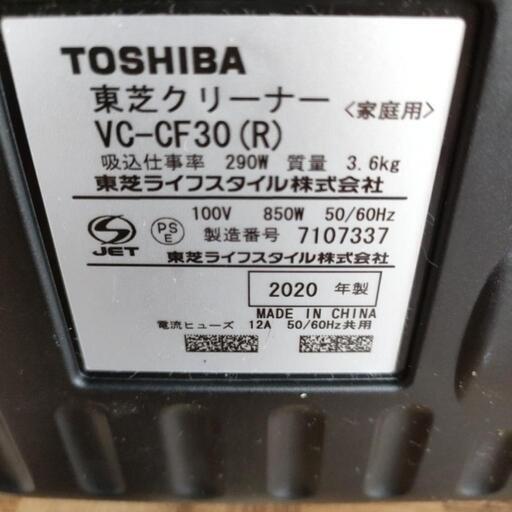 TOSHIBA
東芝クリーナー 〈家庭用〉
VC-CF30(R)
吸込仕事率 290W 質量 3.6kg
東芝ライフスタイル株式会社
100V 850W 50/60Hz
JET PSE 製造番号 7107337
東芝ライフスタイル株式会社
2020 年製
MADE IN CHINA
電流ヒューズ 12A 50/60Hz共用